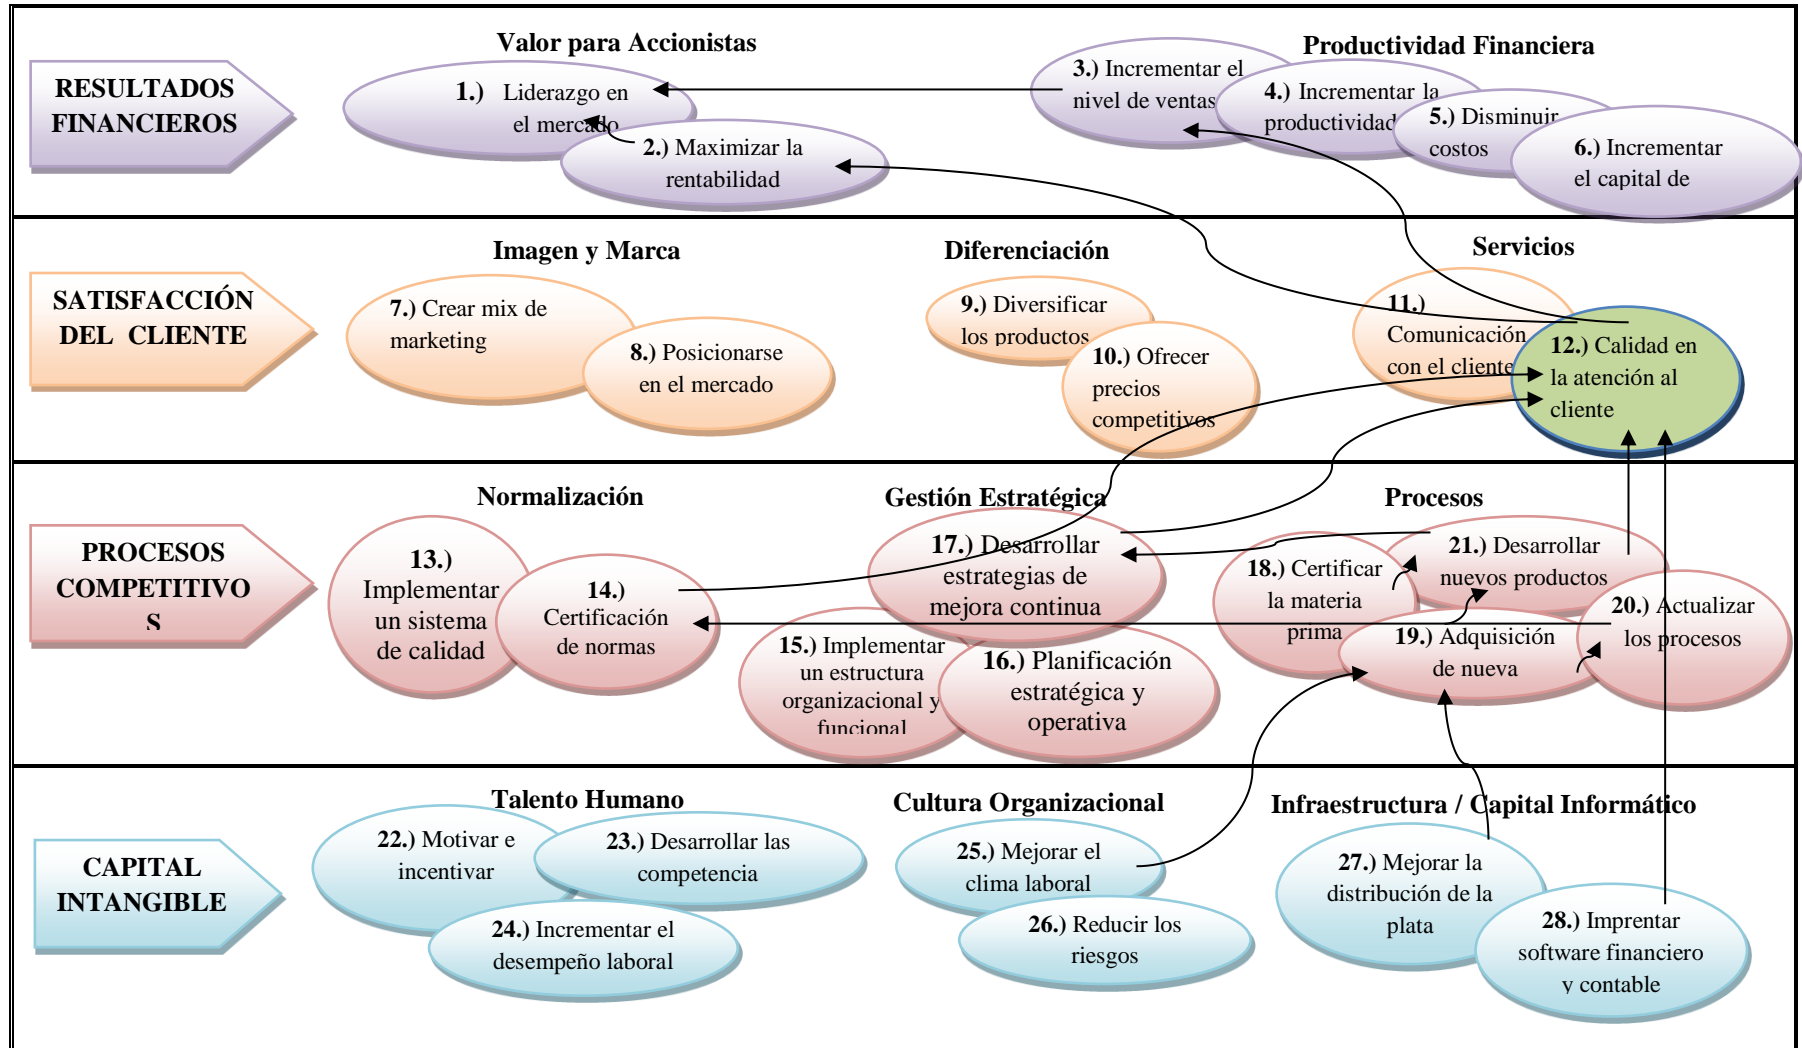 RESULTADOS
FINANCIEROS
Valor para Accionistas
1.) Liderazgo en
el mercado
2.) Maximizar la
rentabilidad
Productividad Financiera
3.) Incrementar el
nivel de ventas
4.) Incrementar la
productividad
5.) Disminuir
costos
6.) Incrementar
el capital de
SATISFACCIÓN
DEL CLIENTE
Imagen y Marca
7.) Crear mix de
marketing
8.) Posicionarse
en el mercado
Diferenciación
9.) Diversificar
los productos
10.) Ofrecer
precios
competitivos
Servicios
11.)
Comunicación
con el cliente
12.) Calidad en
la atención al
cliente
PROCESOS
COMPETITIVO
S
Normalización
13.)
Implementar
un sistema
de calidad
14.)
Certificación
de normas
Gestión Estratégica
17.) Desarrollar
estrategias de
mejora continua
15.) Implementar
un estructura
organizacional y
funcional
16.) Planificación
estratégica y
operativa
Procesos
18.) Certificar
la materia
prima
21.) Desarrollar
nuevos productos
19.) Adquisición
de nueva
20.) Actualizar
los procesos
CAPITAL
INTANGIBLE
Talento Humano
22.) Motivar e
incentivar
23.) Desarrollar las
competencia
24.) Incrementar el
desempeño laboral
Cultura Organizacional
25.) Mejorar el
clima laboral
26.) Reducir los
riesgos
Infraestructura / Capital Informático
27.) Mejorar la
distribución de la
plata
28.) Imprentar
software financiero
y contable